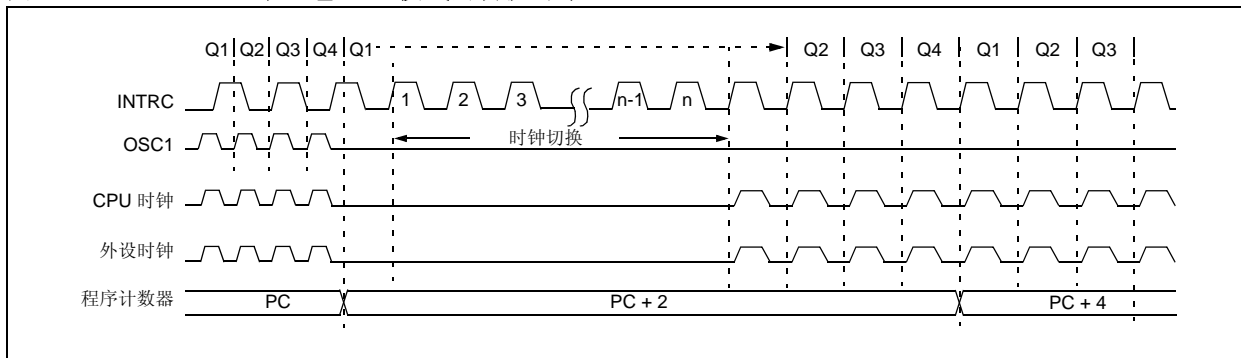 Q1 Q2 Q3 Q4 Q1 Q2 Q3 Q4 Q1 Q2 Q3
INTRC 1 2 3 n-1 n
OSC1 时钟切换
CPU 时钟
外设时钟
程序计数器 PC PC + 2 PC + 4